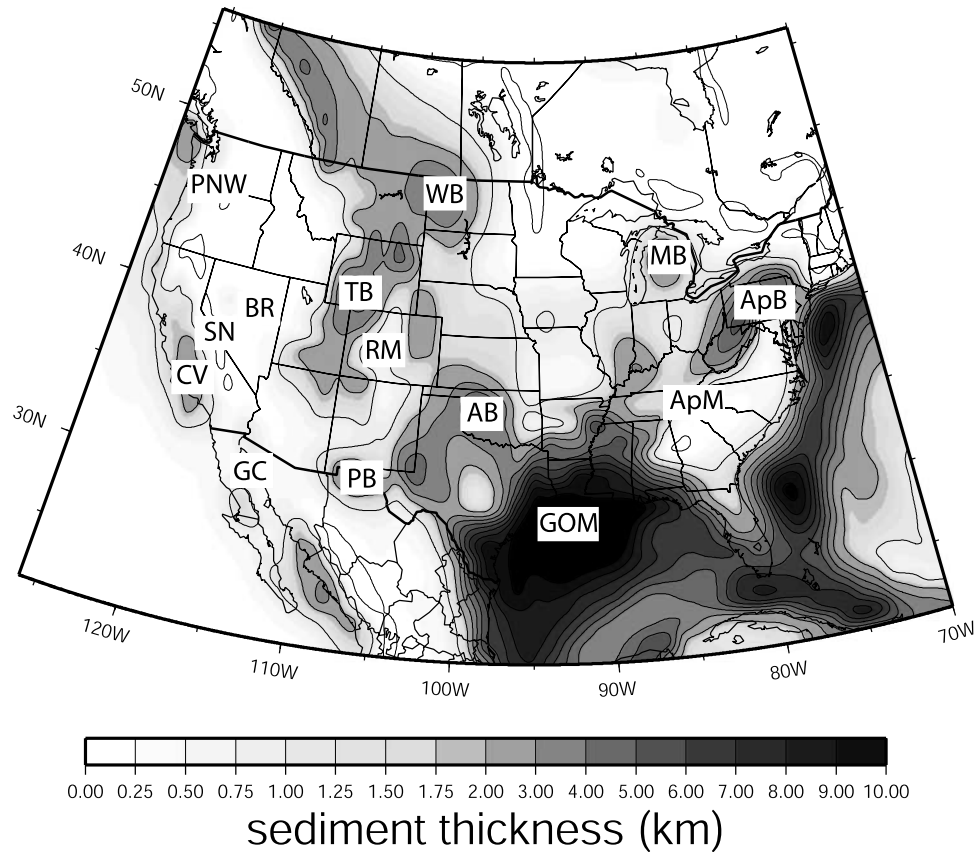 50N
PNW
WB
40N
MB
TB
ApB
BR
SN
RM
CV
ApM
30N
AB
GC
PB
GOM
120W
70W
110W
80W
100W
90W
0.00 0.25 0.50 0.75 1.00 1.25 1.50 1.75 2.00 3.00 4.00 5.00 6.00 7.00 8.00 9.00 10.00
sediment thickness (km)